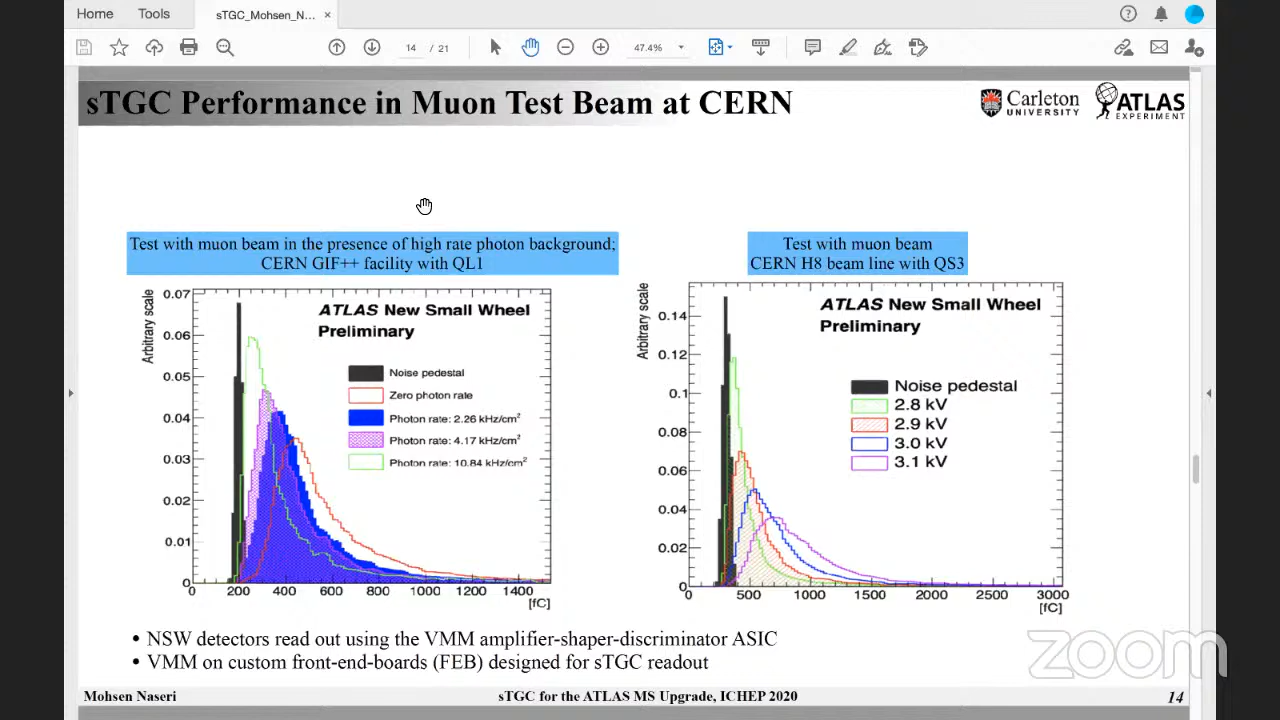 Home Tools sTGC_Mohsen_N... ×
14 / 21 47.4%
sTGC Performance in Muon Test Beam at CERN
Carleton
UNIVERSITY
ATLAS
EXPERIMENT
Test with muon beam in the presence of high rate photon background;
CERN GIF++ facility with QL1
Test with muon beam
CERN H8 beam line with QS3
Arbitrary scale
0.07
0.06
0.05
0.04
0.03
0.02
0.01
0
ATLAS New Small Wheel
Preliminary
Noise pedestal
Zero photon rate
Photon rate: 2.26 kHz/cm²
Photon rate: 4.17 kHz/cm²
Photon rate: 10.84 kHz/cm²
0 200 400 600 800 1000 1200 1400
[fC]
Arbitrary scale
0.14
0.12
0.1
0.08
0.06
0.04
0.02
0
ATLAS New Small Wheel
Preliminary
Noise pedestal
2.8 kV
2.9 kV
3.0 kV
3.1 kV
0 500 1000 1500 2000 2500 3000
[fC]
• NSW detectors read out using the VMM amplifier-shaper-discriminator ASIC
• VMM on custom front-end-boards (FEB) designed for sTGC readout
zoom
Mohsen Naseri sTGC for the ATLAS MS Upgrade, ICHEP 2020 14